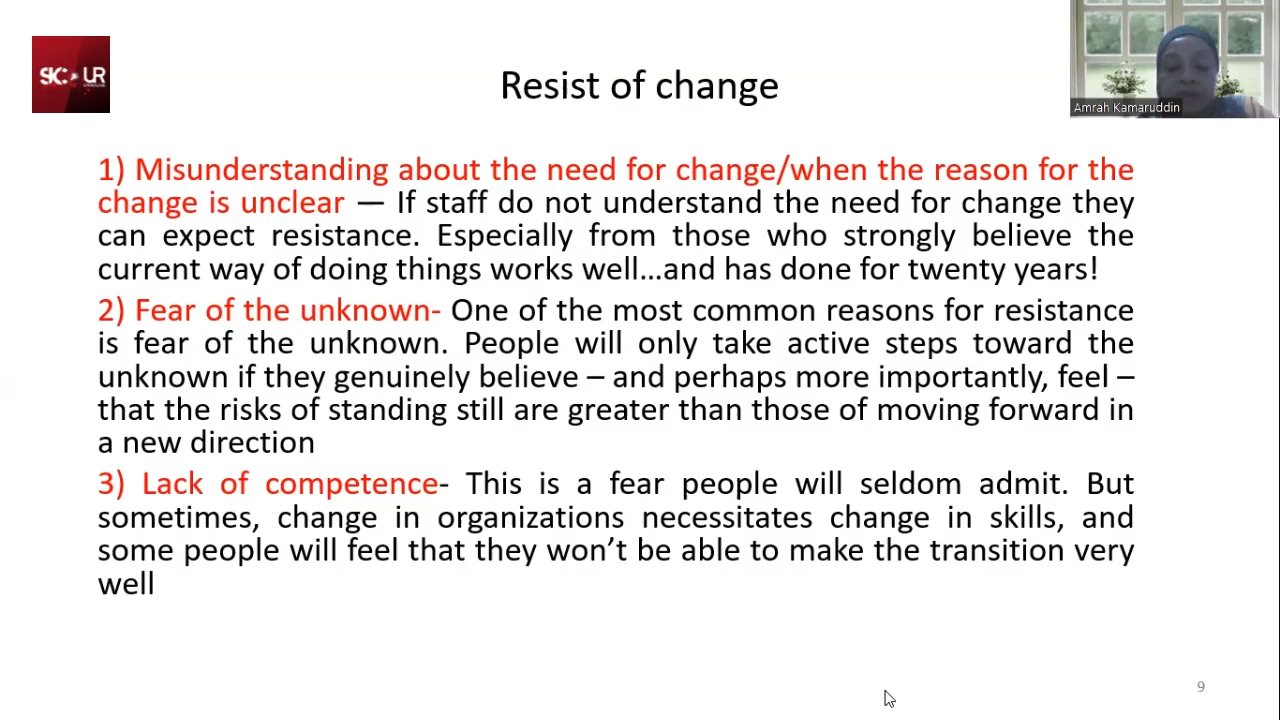 SK UR
Resist of change
Amrah Kamaruddin
1) Misunderstanding about the need for change/when the reason for the
change is unclear — If staff do not understand the need for change they
can expect resistance. Especially from those who strongly believe the
current way of doing things works well...and has done for twenty years!
2) Fear of the unknown- One of the most common reasons for resistance
is fear of the unknown. People will only take active steps toward the
unknown if they genuinely believe – and perhaps more importantly, feel –
that the risks of standing still are greater than those of moving forward in
a new direction
3) Lack of competence- This is a fear people will seldom admit. But
sometimes, change in organizations necessitates change in skills, and
some people will feel that they won’t be able to make the transition very
well
9